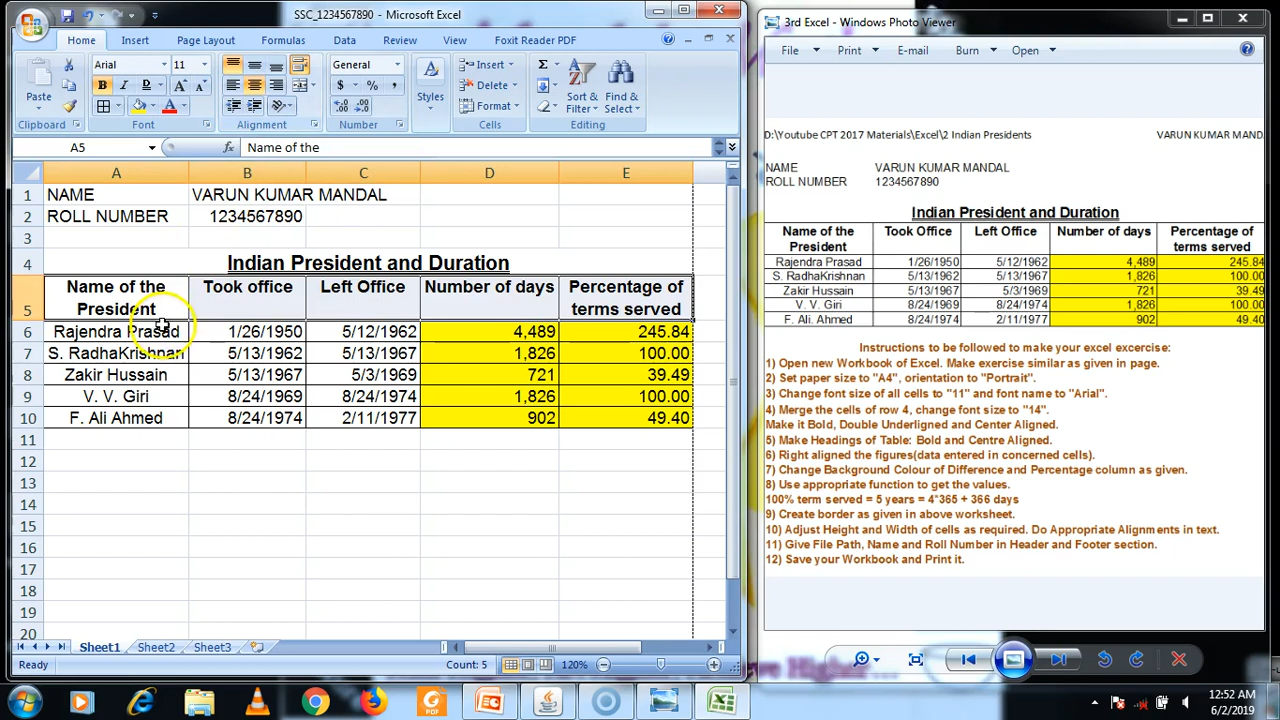 SSC_1234567890 - Microsoft Excel
Home Insert Page Layout Formulas Data Review View Foxit Reader PDF
Paste
Arial 11
B I U
General
Styles
Insert
Delete
Format
Sort & Filter
Find & Select
Clipboard Font Alignment Number Cells Editing
A5 fx Name of the
A B C D E
1 NAME VARUN KUMAR MANDAL
2 ROLL NUMBER 1234567890
3
4 Indian President and Duration
5 Name of the President Took office Left Office Number of days Percentage of terms served
6 Rajendra Prasad 1/26/1950 5/12/1962 4,489 245.84
7 S. RadhaKrishnan 5/13/1962 5/13/1967 1,826 100.00
8 Zakir Hussain 5/13/1967 5/3/1969 721 39.49
9 V. V. Giri 8/24/1969 8/24/1974 1,826 100.00
10 F. Ali Ahmed 8/24/1974 2/11/1977 902 49.40
11
12
13
14
15
16
17
18
19
20
Sheet1 Sheet2 Sheet3
Ready Count: 5 120%
3rd Excel - Windows Photo Viewer
File Print E-mail Burn Open
D:\Youtube CPT 2017 Materials\Excel\2 Indian Presidents VARUN KUMAR MAND
NAME VARUN KUMAR MANDAL
ROLL NUMBER 1234567890
Indian President and Duration
Name of the President Took Office Left Office Number of days Percentage of terms served
Rajendra Prasad 1/26/1950 5/12/1962 4,489 245.84
S. RadhaKrishnan 5/13/1962 5/13/1967 1,826 100.00
Zakir Hussain 5/13/1967 5/3/1969 721 39.49
V. V. Giri 8/24/1969 8/24/1974 1,826 100.00
F. Ali. Ahmed 8/24/1974 2/11/1977 902 49.40
Instructions to be followed to make your excel excercise:
1) Open new Workbook of Excel. Make exercise similar as given in page.
2) Set paper size to "A4", orientation to "Portrait".
3) Change font size of all cells to "11" and font name to "Arial".
4) Merge the cells of row 4, change font size to "14".
Make it Bold, Double Underligned and Center Aligned.
5) Make Headings of Table: Bold and Centre Aligned.
6) Right aligned the figures(data entered in concerned cells).
7) Change Background Colour of Difference and Percentage column as given.
8) Use appropriate function to get the values.
100% term served = 5 years = 4*365 + 366 days
9) Create border as given in above worksheet.
10) Adjust Height and Width of cells as required. Do Appropriate Alignments in text.
11) Give File Path, Name and Roll Number in Header and Footer section.
12) Save your Workbook and Print it.
12:52 AM
6/2/2019